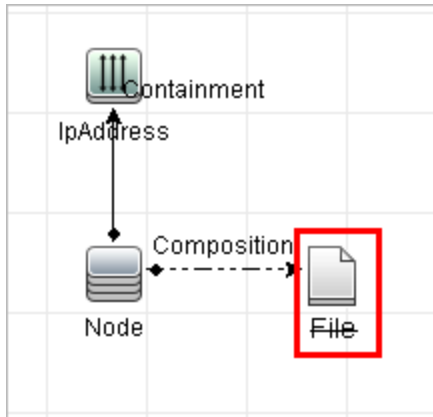 Containment
IpAddress
Composition
Node
File